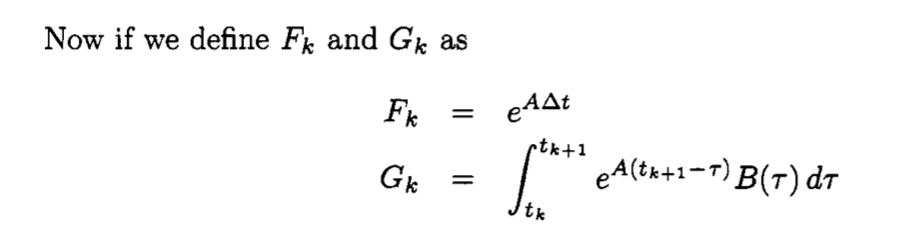 Now if we define F_k and G_k as
F_k = e^{AΔt}
G_k = ∫_{t_k}^{t_{k+1}} e^{A(t_{k+1}−τ)} B(τ) dτ